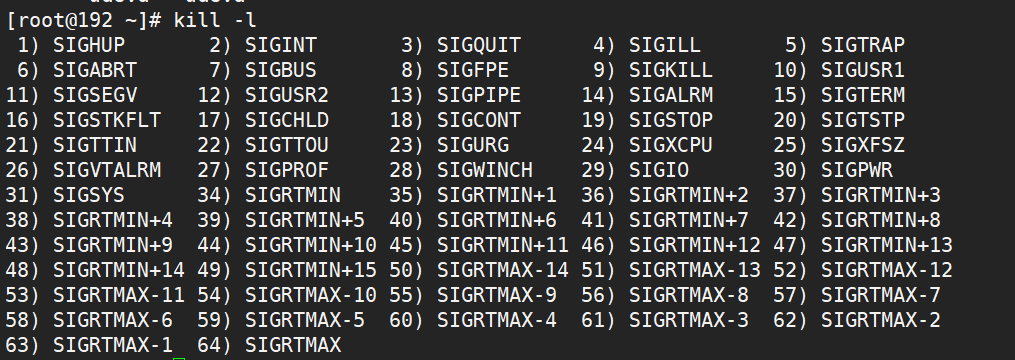 [root@192 ~]# kill -l
 1) SIGHUP       2) SIGINT       3) SIGQUIT      4) SIGILL       5) SIGTRAP
 6) SIGABRT      7) SIGBUS       8) SIGFPE       9) SIGKILL     10) SIGUSR1
11) SIGSEGV     12) SIGUSR2     13) SIGPIPE     14) SIGALRM     15) SIGTERM
16) SIGSTKFLT   17) SIGCHLD     18) SIGCONT     19) SIGSTOP     20) SIGTSTP
21) SIGTTIN     22) SIGTTOU     23) SIGURG      24) SIGXCPU     25) SIGXFSZ
26) SIGVTALRM   27) SIGPROF     28) SIGWINCH    29) SIGIO       30) SIGPWR
31) SIGSYS      34) SIGRTMIN    35) SIGRTMIN+1  36) SIGRTMIN+2  37) SIGRTMIN+3
38) SIGRTMIN+4  39) SIGRTMIN+5  40) SIGRTMIN+6  41) SIGRTMIN+7  42) SIGRTMIN+8
43) SIGRTMIN+9  44) SIGRTMIN+10 45) SIGRTMIN+11 46) SIGRTMIN+12 47) SIGRTMIN+13
48) SIGRTMIN+14 49) SIGRTMIN+15 50) SIGRTMAX-14 51) SIGRTMAX-13 52) SIGRTMAX-12
53) SIGRTMAX-11 54) SIGRTMAX-10 55) SIGRTMAX-9  56) SIGRTMAX-8  57) SIGRTMAX-7
58) SIGRTMAX-6  59) SIGRTMAX-5  60) SIGRTMAX-4  61) SIGRTMAX-3  62) SIGRTMAX-2
63) SIGRTMAX-1  64) SIGRTMAX